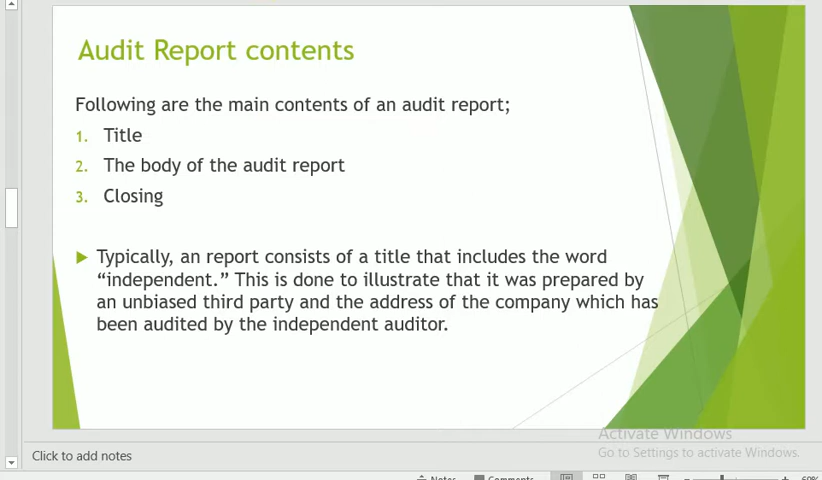 Audit Report contents
Following are the main contents of an audit report;
1. Title
2. The body of the audit report
3. Closing
Typically, an report consists of a title that includes the word
“independent.” This is done to illustrate that it was prepared by
an unbiased third party and the address of the company which has
been audited by the independent auditor.
Activate Windows
Go to Settings to activate Windows.
Click to add notes
Notes
Comments
60%